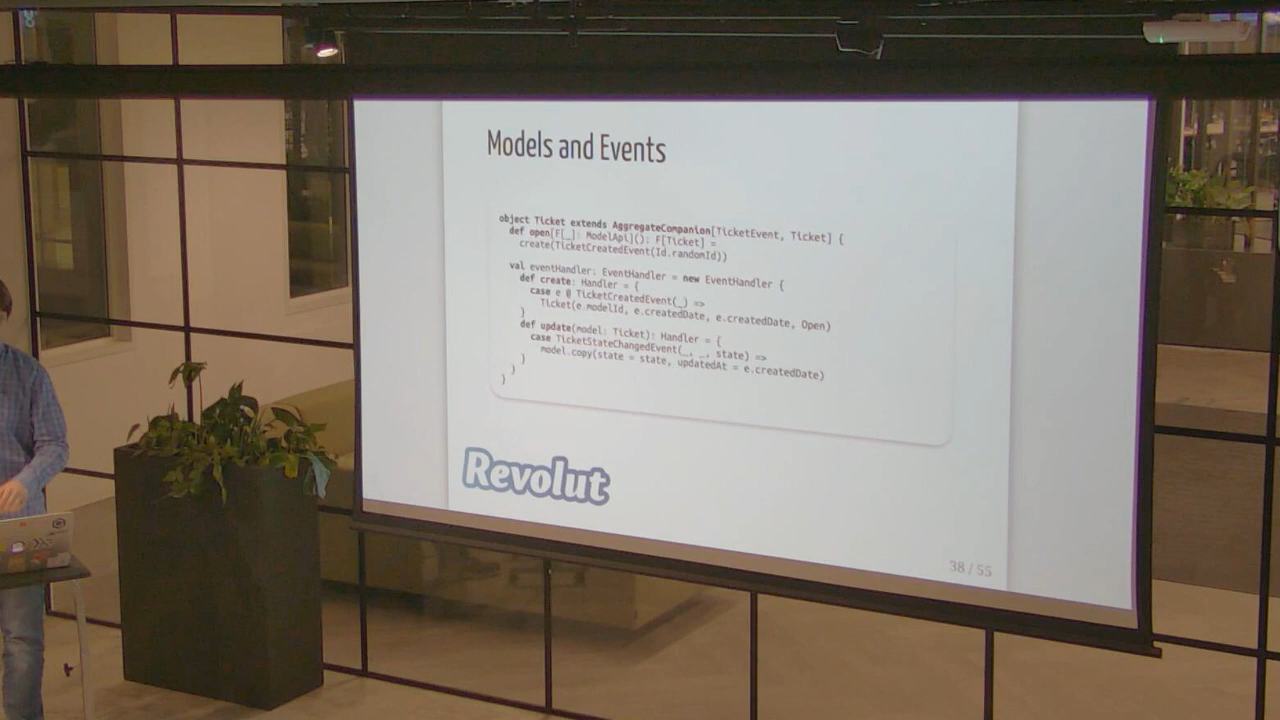 Models and Events
object Ticket extends AggregateCompanion[TicketEvent, Ticket] {
def open[F[_]: ModelApi](): F[Ticket] =
create(TicketCreatedEvent(Id.randomId))
val eventHandler: EventHandler = new EventHandler {
def create: Handler = {
case e @ TicketCreatedEvent(_) =>
Ticket(e.modelId, e.createdDate, e.createdDate, Open)
}
def update(model: Ticket): Handler = {
case TicketStateChangedEvent(_, _, state) =>
model.copy(state = state, updatedAt = e.createdDate)
}
}
}
Revolut
38 / 55